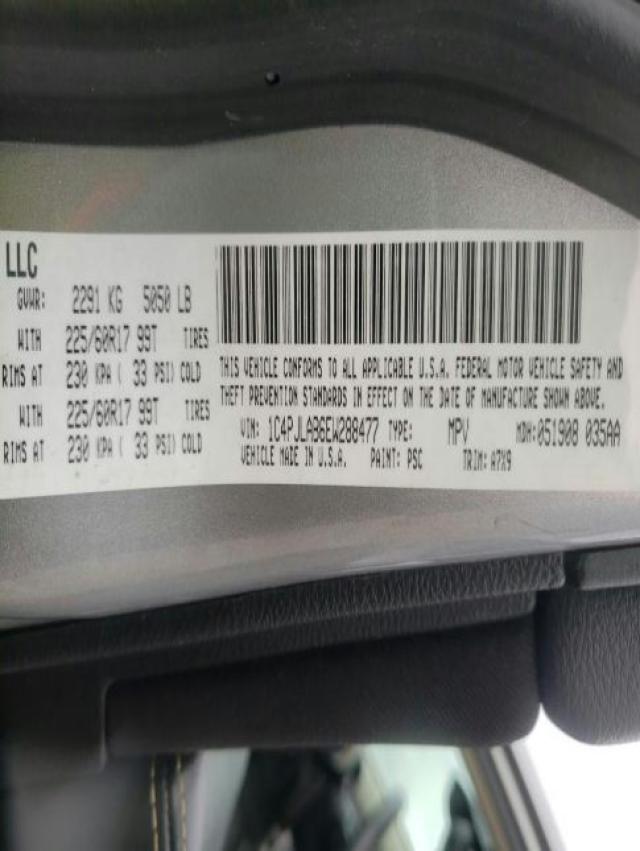 LLC
GVWR: 2291 KG 5050 LB
WITH 225/60R17 99T TIRES
RIMS AT 230 KPA ( 33 PSI) COLD
WITH 225/60R17 99T TIRES
RIMS AT 230 KPA ( 33 PSI) COLD
THIS VEHICLE CONFORMS TO ALL APPLICABLE U.S.A. FEDERAL MOTOR VEHICLE SAFETY AND
THEFT PREVENTION STANDARDS IN EFFECT ON THE DATE OF MANUFACTURE SHOWN ABOVE.
VIN: 1C4PJLAB6EW288477 TYPE: MPV MDH:051908 035AA
VEHICLE MADE IN U.S.A. PAINT: PSC TRIM: A7X9